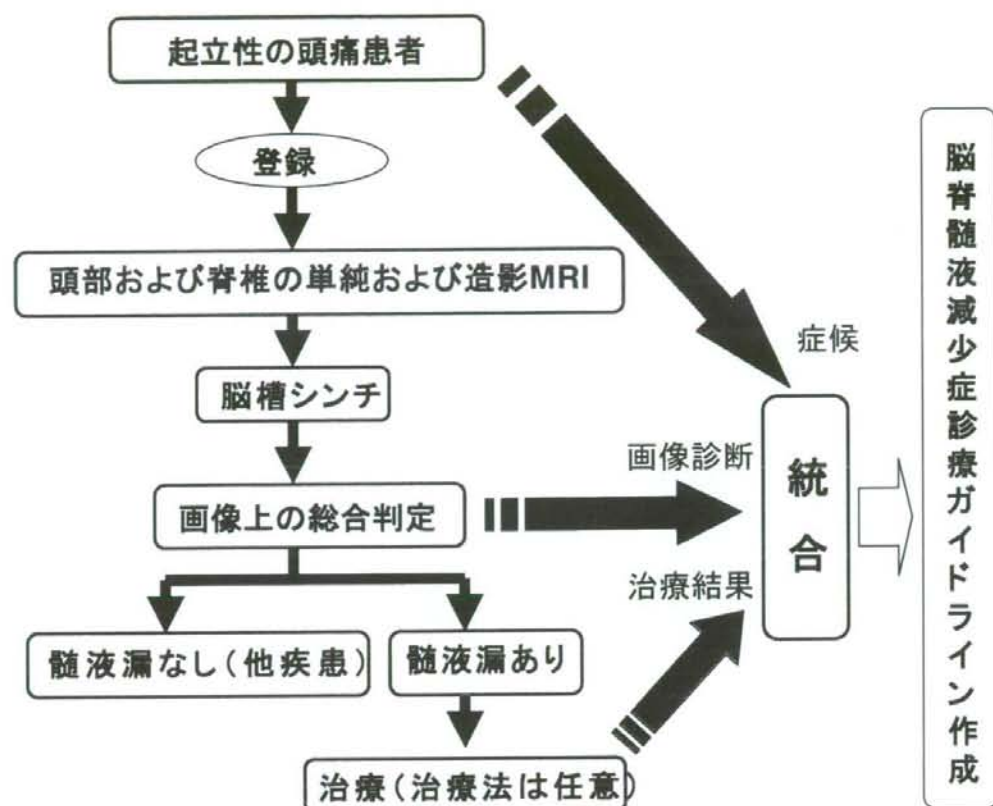 起立性の頭痛患者
登録
頭部および脊椎の単純および造影MRI
脳槽シンチ
画像上の総合判定
髄液漏なし(他疾患)
髄液漏あり
治療(治療法は任意)
症候
画像診断
治療結果
統合
脳脊髄液減少症診療ガイドライン作成